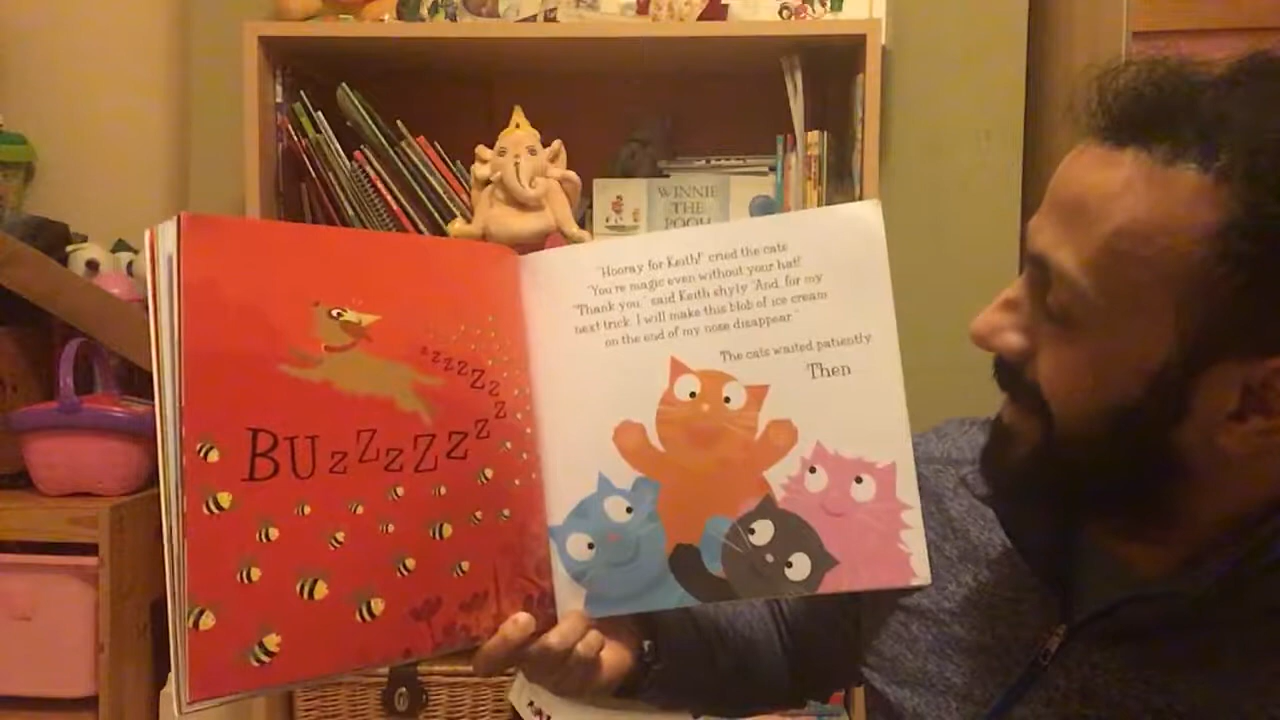 BUzZzZZzzzzZZzzzzz
"Hooray for Keith!" cried the cats
"You're magic even without your hat!
"Thank you," said Keith shyly "And, for my
next trick, I will make this blob of ice cream
on the end of my nose disappear."
The cats waited patiently
Then
WINNIE
THE
POOH